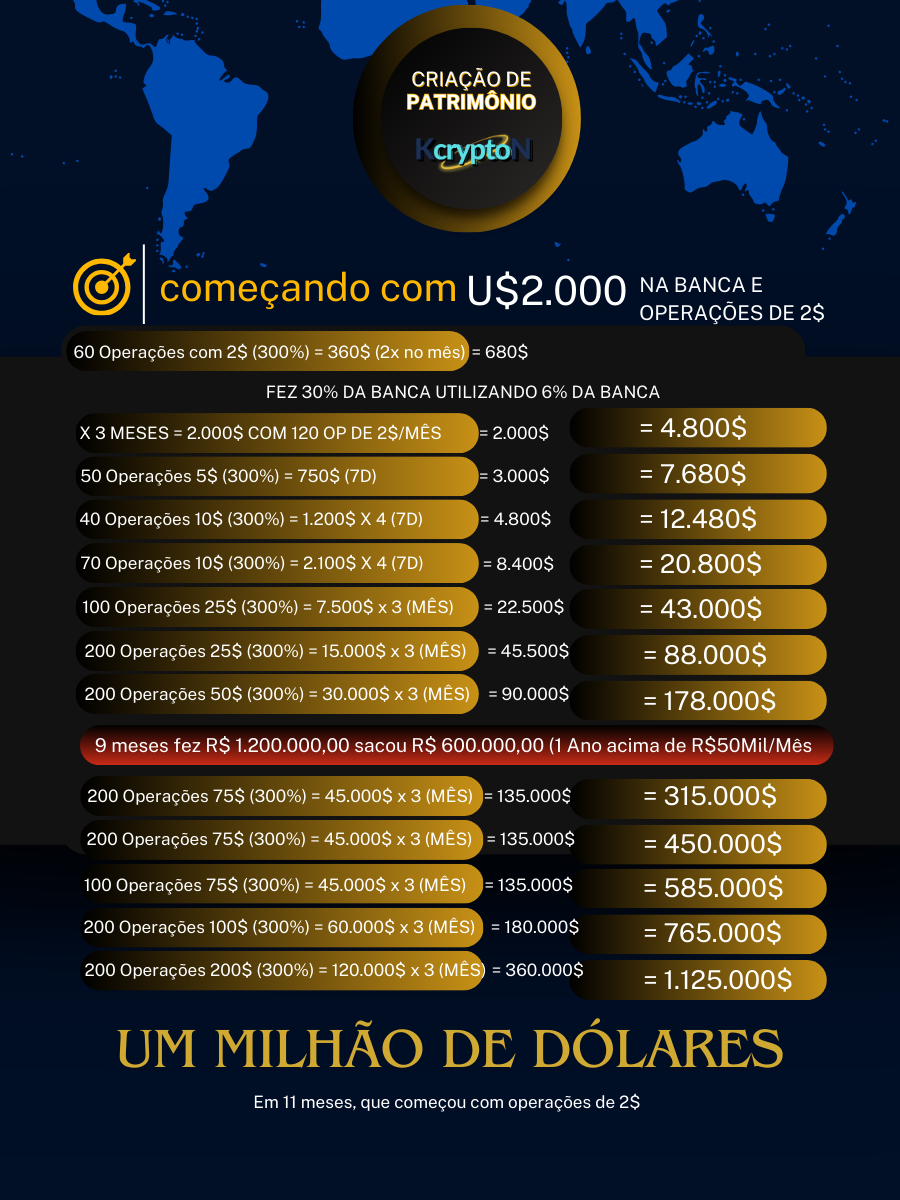 CRIAÇÃO DE
PATRIMÔNIO
KcryptoN
começando com U$2.000 NA BANCA E
OPERAÇÕES DE 2$
60 Operações com 2$ (300%) = 360$ (2x no mês) = 680$
FEZ 30% DA BANCA UTILIZANDO 6% DA BANCA
X 3 MESES = 2.000$ COM 120 OP DE 2$/MÊS = 2.000$ = 4.800$
50 Operações 5$ (300%) = 750$ (7D) = 3.000$ = 7.680$
40 Operações 10$ (300%) = 1.200$ X 4 (7D) = 4.800$ = 12.480$
70 Operações 10$ (300%) = 2.100$ X 4 (7D) = 8.400$ = 20.800$
100 Operações 25$ (300%) = 7.500$ x 3 (MÊS) = 22.500$ = 43.000$
200 Operações 25$ (300%) = 15.000$ x 3 (MÊS) = 45.500$ = 88.000$
200 Operações 50$ (300%) = 30.000$ x 3 (MÊS) = 90.000$ = 178.000$
9 meses fez R$ 1.200.000,00 sacou R$ 600.000,00 (1 Ano acima de R$50Mil/Mês
200 Operações 75$ (300%) = 45.000$ x 3 (MÊS) = 135.000$ = 315.000$
200 Operações 75$ (300%) = 45.000$ x 3 (MÊS) = 135.000$ = 450.000$
100 Operações 75$ (300%) = 45.000$ x 3 (MÊS) = 135.000$ = 585.000$
200 Operações 100$ (300%) = 60.000$ x 3 (MÊS) = 180.000$ = 765.000$
200 Operações 200$ (300%) = 120.000$ x 3 (MÊS) = 360.000$ = 1.125.000$
UM MILHÃO DE DÓLARES
Em 11 meses, que começou com operações de 2$